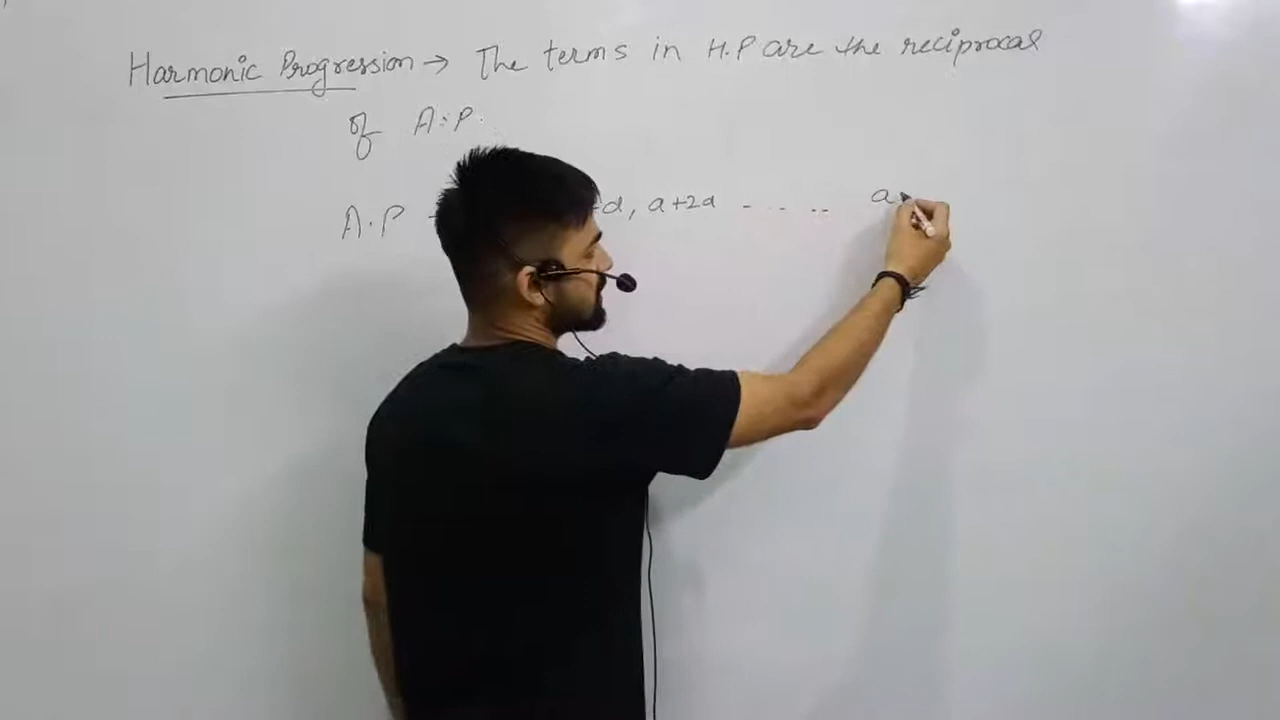 Harmonic Progression → The terms in H.P are the reciprocal
of A.P.
A.P +d, a+2d - - - .. a